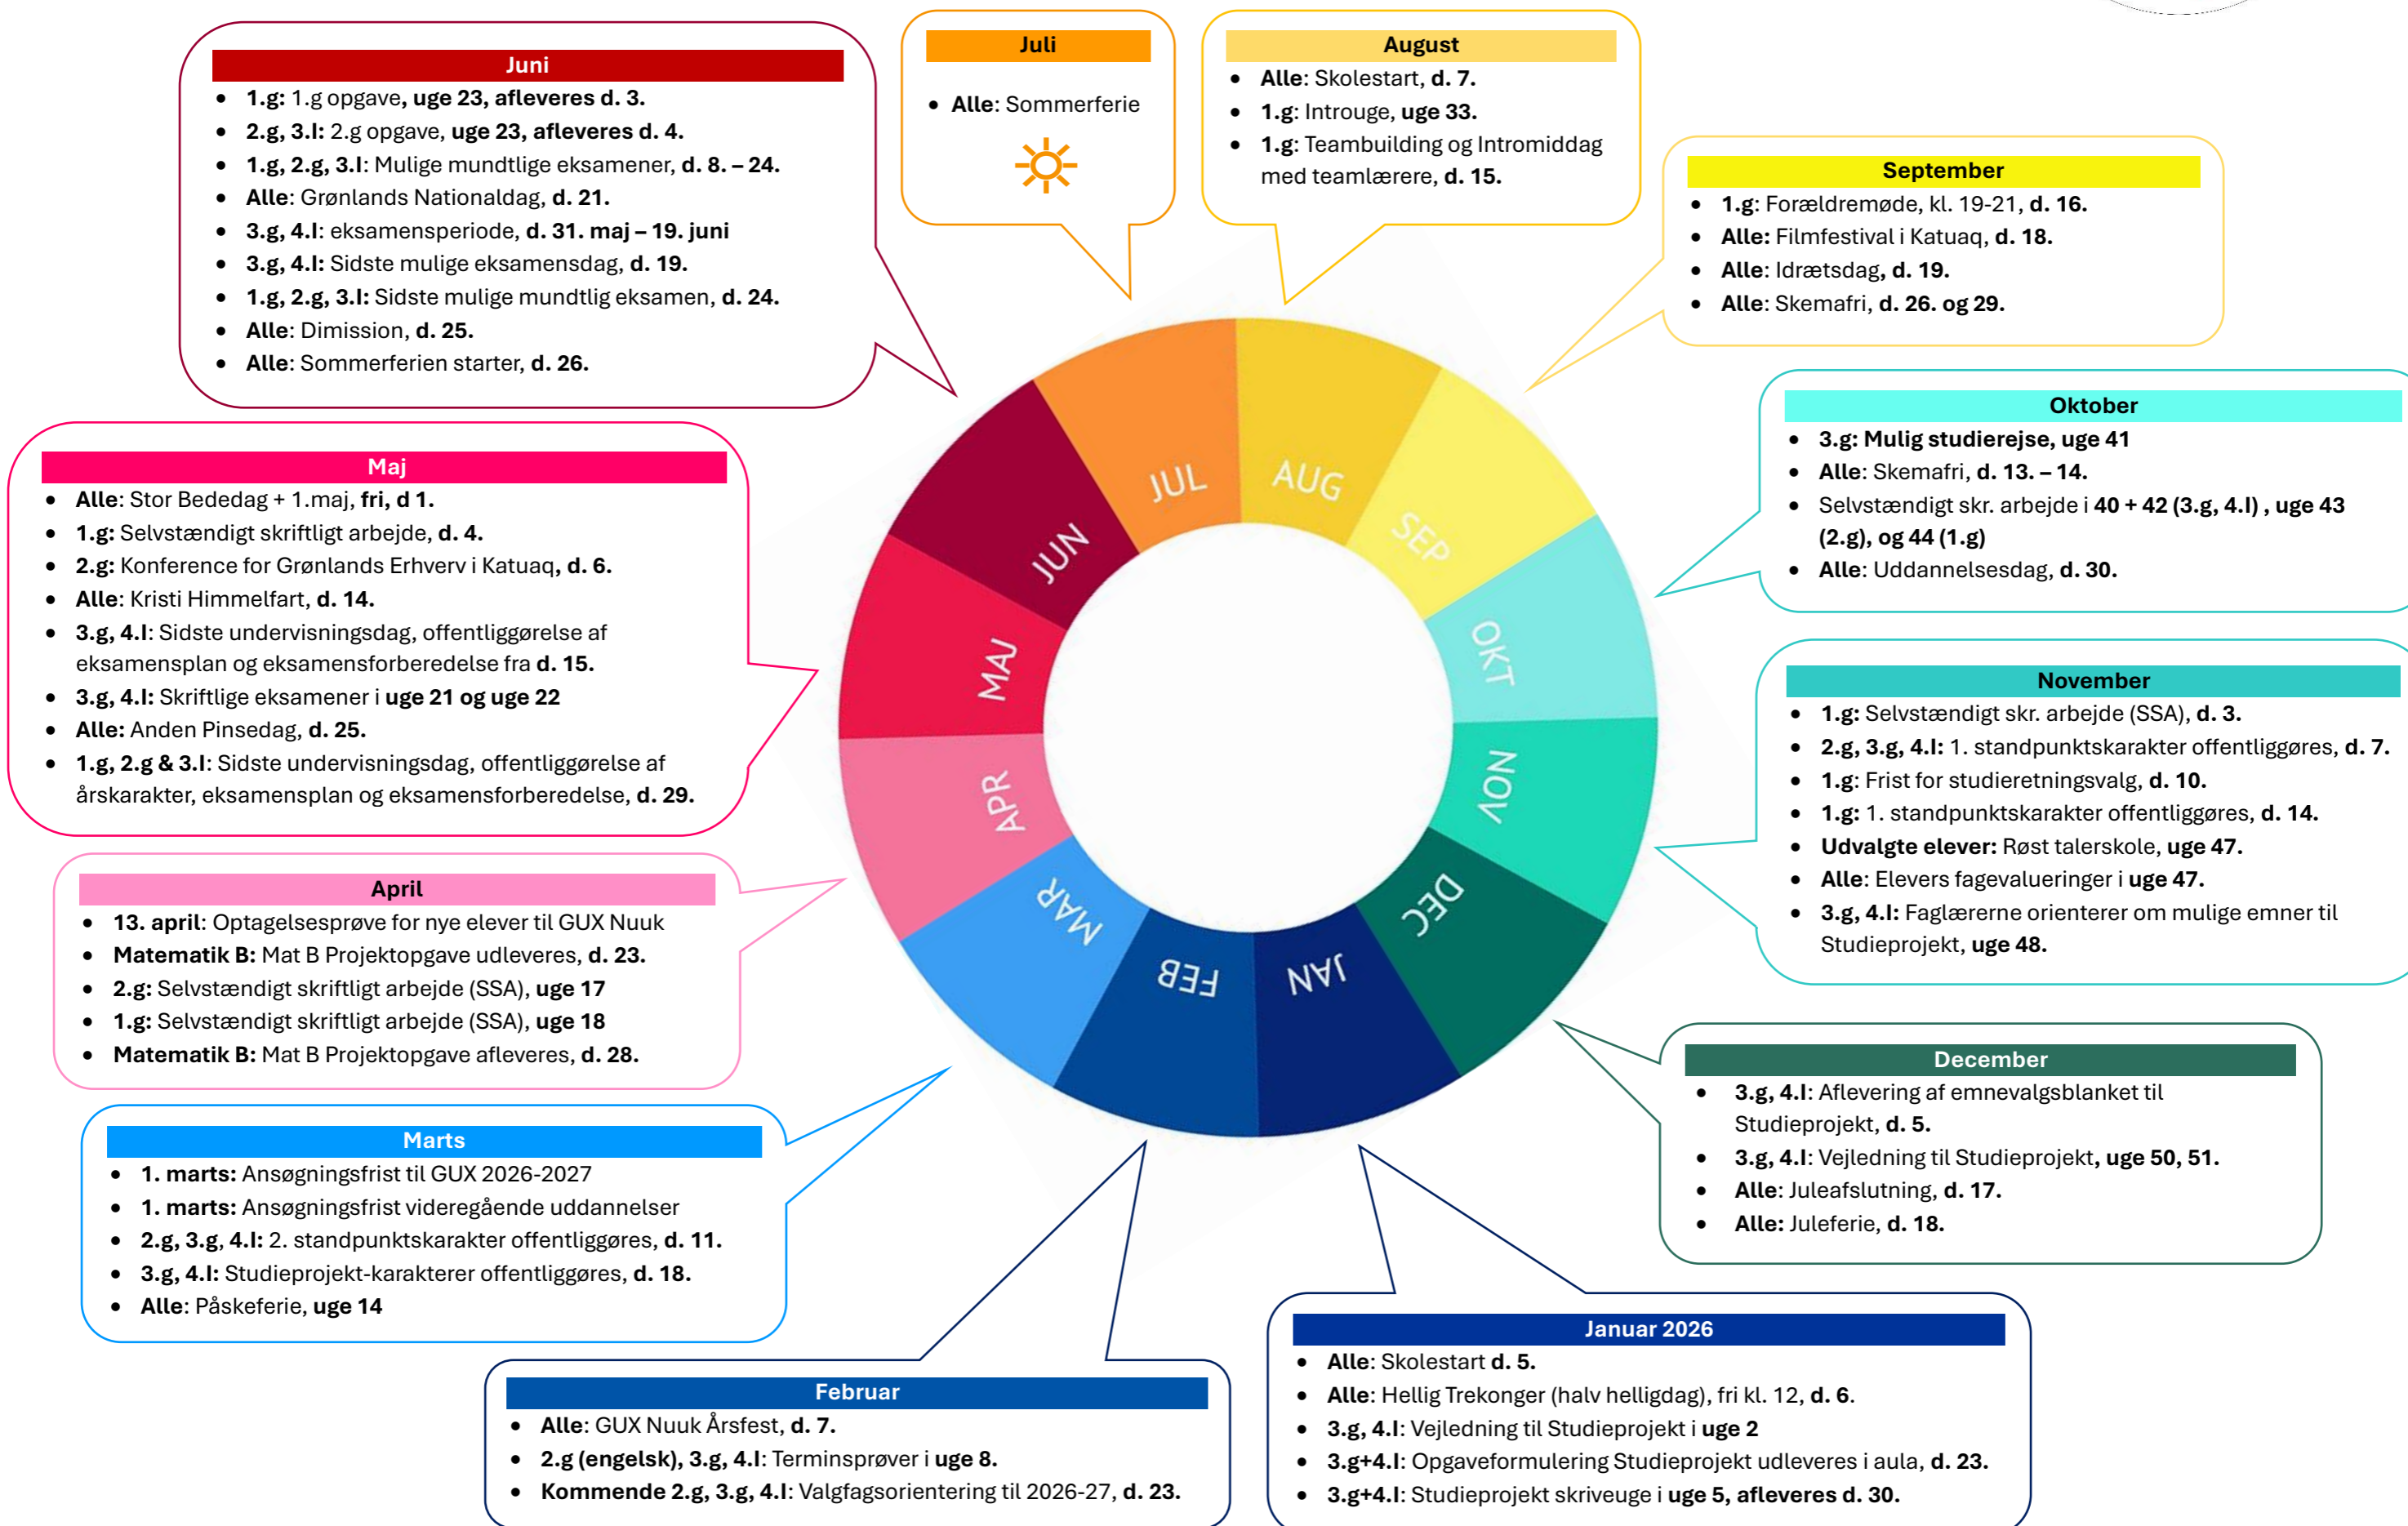 Juni
• 1.g: 1.g opgave, uge 23, afleveres d. 3.
• 2.g, 3.l: 2.g opgave, uge 23, afleveres d. 4.
• 1.g, 2.g, 3.l: Mulige mundtlige eksamener, d. 8. – 24.
• Alle: Grønlands Nationaldag, d. 21.
• 3.g, 4.l: eksamensperiode, d. 31. maj – 19. juni
• 3.g, 4.l: Sidste mulige eksamensdag, d. 19.
• 1.g, 2.g, 3.l: Sidste mulige mundtlig eksamen, d. 24.
• Alle: Dimission, d. 25.
• Alle: Sommerferien starter, d. 26.
Juli
• Alle: Sommerferie
August
• Alle: Skolestart, d. 7.
• 1.g: Introuge, uge 33.
• 1.g: Teambuilding og Intromiddag
med teamlærere, d. 15.
September
• 1.g: Forældremøde, kl. 19-21, d. 16.
• Alle: Filmfestival i Katuaq, d. 18.
• Alle: Idrætsdag, d. 19.
• Alle: Skemafri, d. 26. og 29.
Oktober
• 3.g: Mulig studierejse, uge 41
• Alle: Skemafri, d. 13. – 14.
• Selvstændigt skr. arbejde i 40 + 42 (3.g, 4.l) , uge 43
(2.g), og 44 (1.g)
• Alle: Uddannelsesdag, d. 30.
November
• 1.g: Selvstændigt skr. arbejde (SSA), d. 3.
• 2.g, 3.g, 4.l: 1. standpunktskarakter offentliggøres, d. 7.
• 1.g: Frist for studieretningsvalg, d. 10.
• 1.g: 1. standpunktskarakter offentliggøres, d. 14.
• Udvalgte elever: Røst talerskole, uge 47.
• Alle: Elevers fagevalueringer i uge 47.
• 3.g, 4.l: Faglærerne orienterer om mulige emner til
Studieprojekt, uge 48.
December
• 3.g, 4.l: Aflevering af emnevalgsblanket til
Studieprojekt, d. 5.
• 3.g, 4.l: Vejledning til Studieprojekt, uge 50, 51.
• Alle: Juleafslutning, d. 17.
• Alle: Juleferie, d. 18.
Januar 2026
• Alle: Skolestart d. 5.
• Alle: Hellig Trekonger (halv helligdag), fri kl. 12, d. 6.
• 3.g, 4.l: Vejledning til Studieprojekt i uge 2
• 3.g+4.l: Opgaveformulering Studieprojekt udleveres i aula, d. 23.
• 3.g+4.l: Studieprojekt skriveuge i uge 5, afleveres d. 30.
Februar
• Alle: GUX Nuuk Årsfest, d. 7.
• 2.g (engelsk), 3.g, 4.l: Terminsprøver i uge 8.
• Kommende 2.g, 3.g, 4.l: Valgfagsorientering til 2026-27, d. 23.
Marts
• 1. marts: Ansøgningsfrist til GUX 2026-2027
• 1. marts: Ansøgningsfrist videregående uddannelser
• 2.g, 3.g, 4.l: 2. standpunktskarakter offentliggøres, d. 11.
• 3.g, 4.l: Studieprojekt-karakterer offentliggøres, d. 18.
• Alle: Påskeferie, uge 14
April
• 13. april: Optagelsesprøve for nye elever til GUX Nuuk
• Matematik B: Mat B Projektopgave udleveres, d. 23.
• 2.g: Selvstændigt skriftligt arbejde (SSA), uge 17
• 1.g: Selvstændigt skriftligt arbejde (SSA), uge 18
• Matematik B: Mat B Projektopgave afleveres, d. 28.
Maj
• Alle: Stor Bededag + 1.maj, fri, d 1.
• 1.g: Selvstændigt skriftligt arbejde, d. 4.
• 2.g: Konference for Grønlands Erhverv i Katuaq, d. 6.
• Alle: Kristi Himmelfart, d. 14.
• 3.g, 4.l: Sidste undervisningsdag, offentliggørelse af
eksamensplan og eksamensforberedelse fra d. 15.
• 3.g, 4.l: Skriftlige eksamener i uge 21 og uge 22
• Alle: Anden Pinsedag, d. 25.
• 1.g, 2.g & 3.l: Sidste undervisningsdag, offentliggørelse af
årskarakter, eksamensplan og eksamensforberedelse, d. 29.
JUL
AUG
SEP
OKT
NOV
DEC
JAN
FEB
MAR
APR
MAJ
JUN